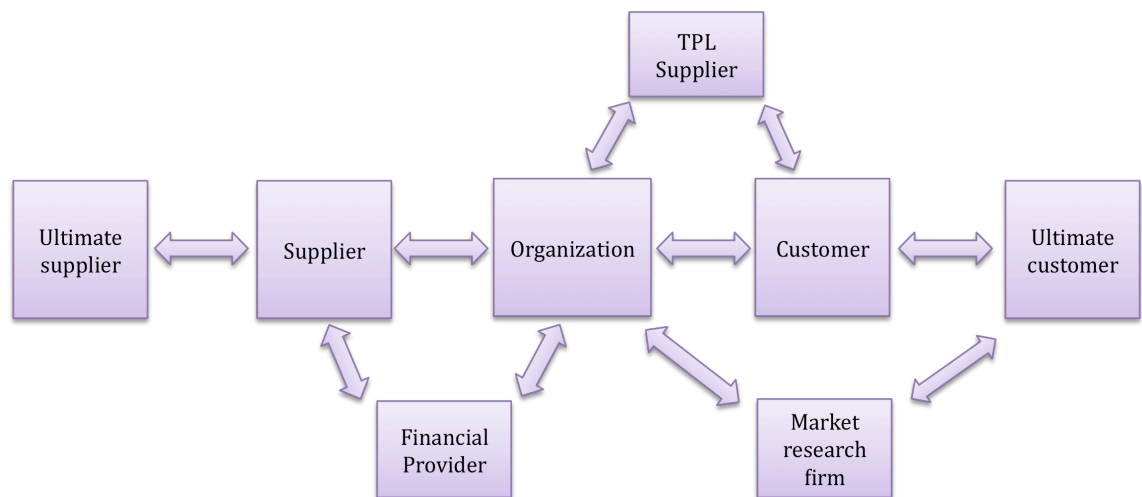 TPL
Supplier
Ultimate
supplier
Supplier
Organization
Customer
Ultimate
customer
Financial
Provider
Market
research
firm